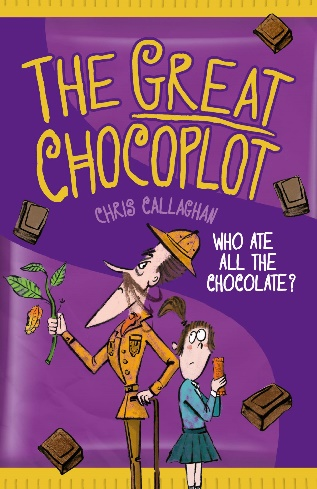 THE GREAT
CHOCOPLOT
CHRIS CALLAGHAN
WHO ATE
ALL THE
CHOCOLATE?